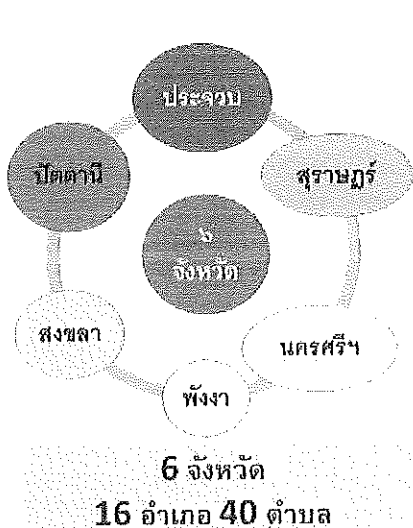 ประจวบ
สุราษฎร์
นครศรีฯ
พังงา
สงขลา
ปัตตานี
๖
จังหวัด
6 จังหวัด
16 อำเภอ 40 ตำบล